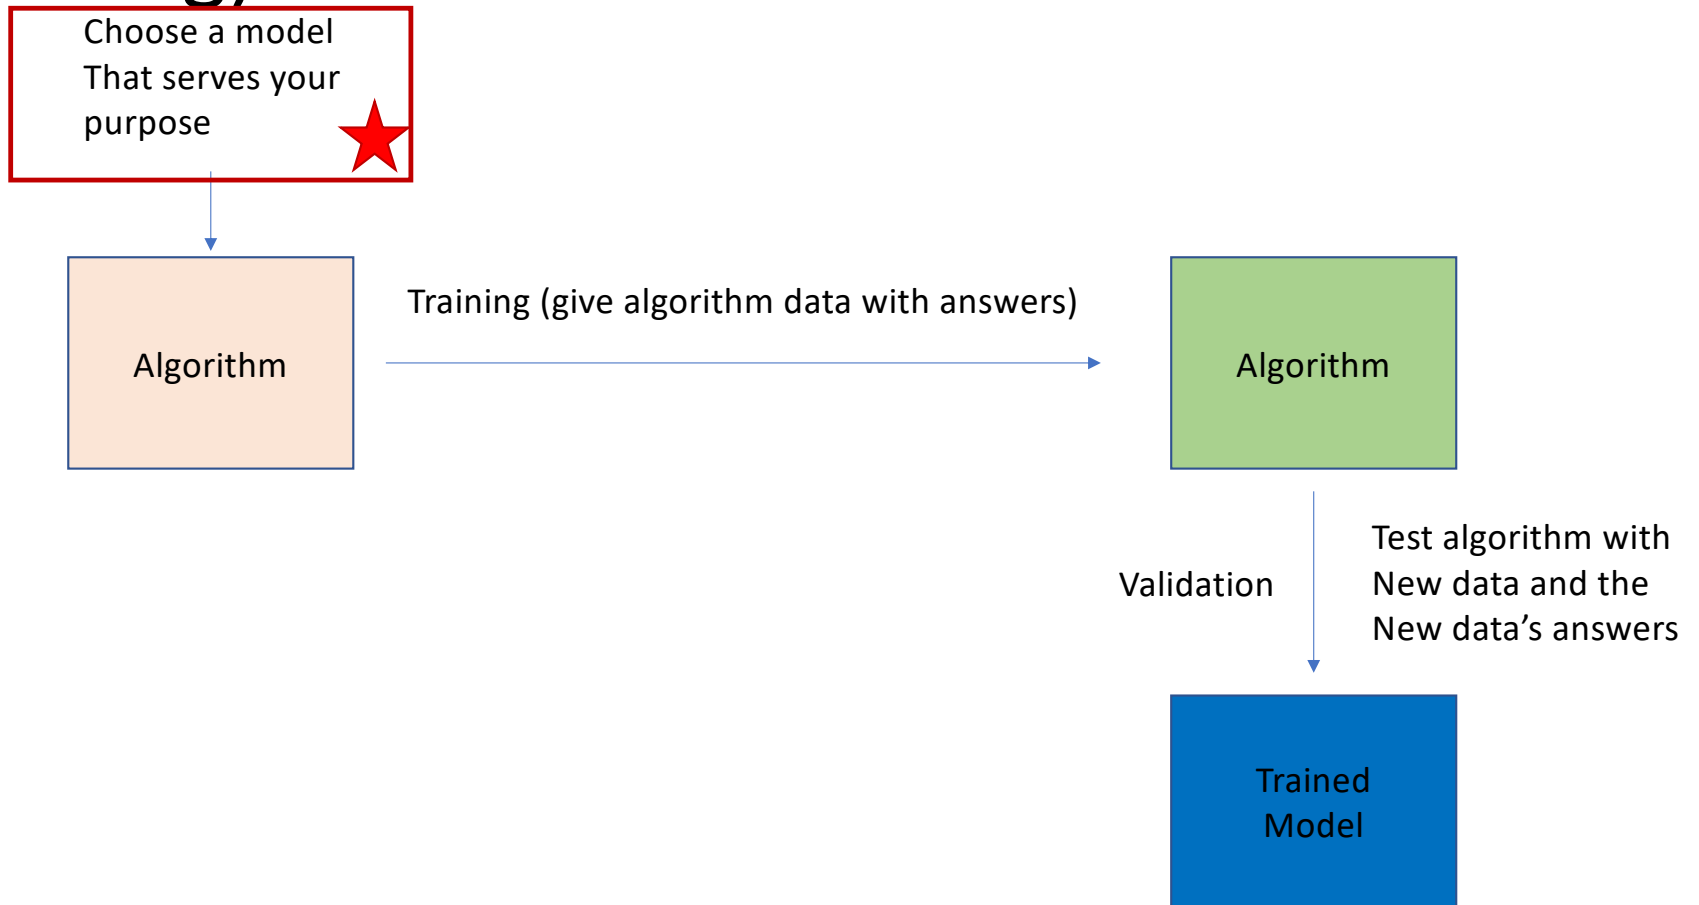 Choose a model
That serves your
purpose
Algorithm
Training (give algorithm data with answers)
Algorithm
Validation
Test algorithm with
New data and the
New data’s answers
Trained
Model